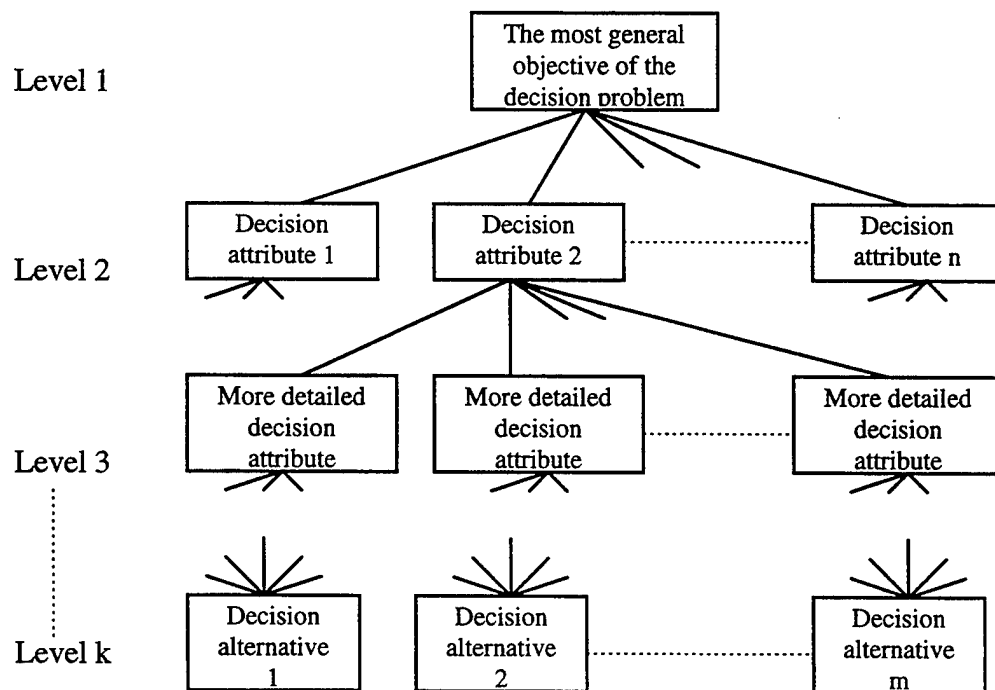 The most general
objective of the
decision problem
Level 1
Decision
attribute 1
Decision
attribute 2
Decision
attribute n
Level 2
More detailed
decision
attribute
More detailed
decision
attribute
More detailed
decision
attribute
Level 3
Decision
alternative
1
Decision
alternative
2
Decision
alternative
m
Level k